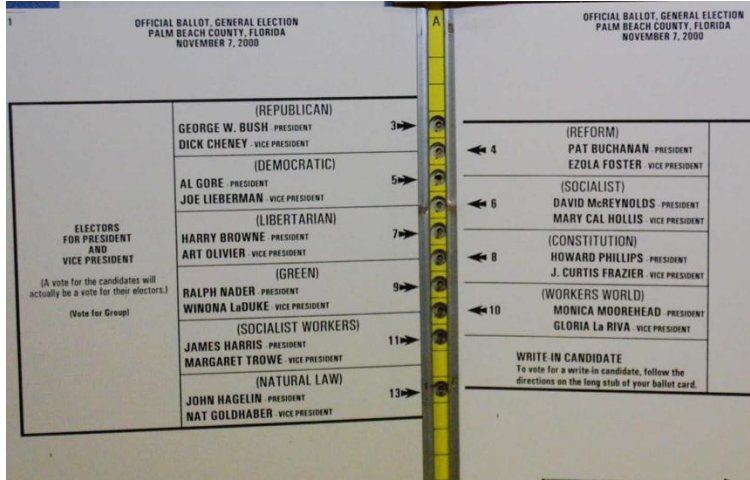 1
OFFICIAL BALLOT, GENERAL ELECTION
PALM BEACH COUNTY, FLORIDA
NOVEMBER 7, 2000
ELECTORS
FOR PRESIDENT
AND
VICE PRESIDENT
(A vote for the candidates will
actually be a vote for their electors.)
(Vote for Group)
(REPUBLICAN)
GEORGE W. BUSH - PRESIDENT 3
DICK CHENEY - VICE PRESIDENT
(DEMOCRATIC)
AL GORE - PRESIDENT 5
JOE LIEBERMAN - VICE PRESIDENT
(LIBERTARIAN)
HARRY BROWNE - PRESIDENT 7
ART OLIVIER - VICE PRESIDENT
(GREEN)
RALPH NADER - PRESIDENT 9
WINONA LaDUKE - VICE PRESIDENT
(SOCIALIST WORKERS)
JAMES HARRIS - PRESIDENT 11
MARGARET TROWE - VICE PRESIDENT
(NATURAL LAW)
JOHN HAGELIN - PRESIDENT 13
NAT GOLDHABER - VICE PRESIDENT
A
OFFICIAL BALLOT, GENERAL ELECTION
PALM BEACH COUNTY, FLORIDA
NOVEMBER 7, 2000
(REFORM)
4 PAT BUCHANAN - PRESIDENT
EZOLA FOSTER - VICE PRESIDENT
(SOCIALIST)
6 DAVID McREYNOLDS - PRESIDENT
MARY CAL HOLLIS - VICE PRESIDENT
(CONSTITUTION)
8 HOWARD PHILLIPS - PRESIDENT
J. CURTIS FRAZIER - VICE PRESIDENT
(WORKERS WORLD)
10 MONICA MOOREHEAD - PRESIDENT
GLORIA La RIVA - VICE PRESIDENT
WRITE-IN CANDIDATE
To vote for a write-in candidate, follow the
directions on the long stub of your ballot card.